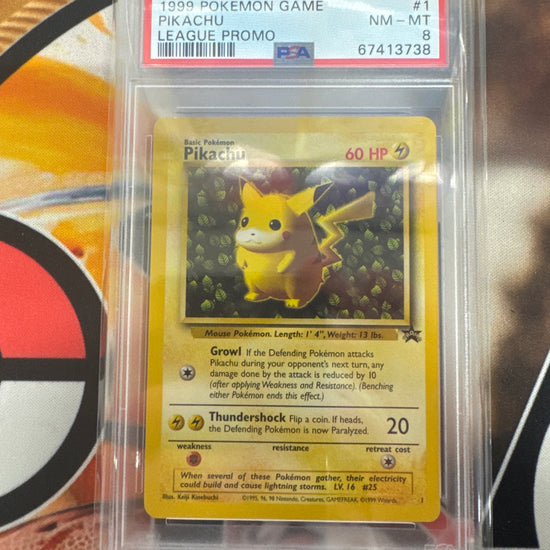 1999 POKEMON GAME #1
PIKACHU NM - MT
LEAGUE PROMO 8
PSA 67413738
Basic Pokémon
Pikachu 60 HP
Mouse Pokémon. Length: 1' 4", Weight: 13 lbs.
Growl If the Defending Pokémon attacks
Pikachu during your opponent's next turn, any
damage done by the attack is reduced by 10
(after applying Weakness and Resistance). (Benching
either Pokémon ends this effect.)
Thundershock Flip a coin. If heads,
the Defending Pokémon is now Paralyzed.
20
weakness resistance retreat cost
When several of these Pokémon gather, their electricity
could build and cause lightning storms. LV. 16 #25
Illus. Keiji Kinebuchi ©1995, 96, 98 Nintendo, Creatures, GAMEFREAK. ©1999 Wizards. 1